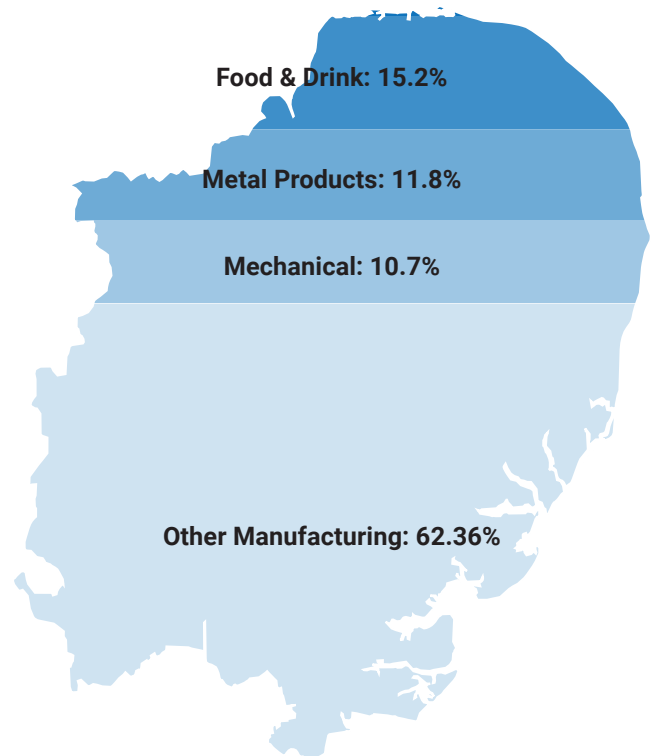 Food & Drink: 15.2%
Metal Products: 11.8%
Mechanical: 10.7%
Other Manufacturing: 62.36%